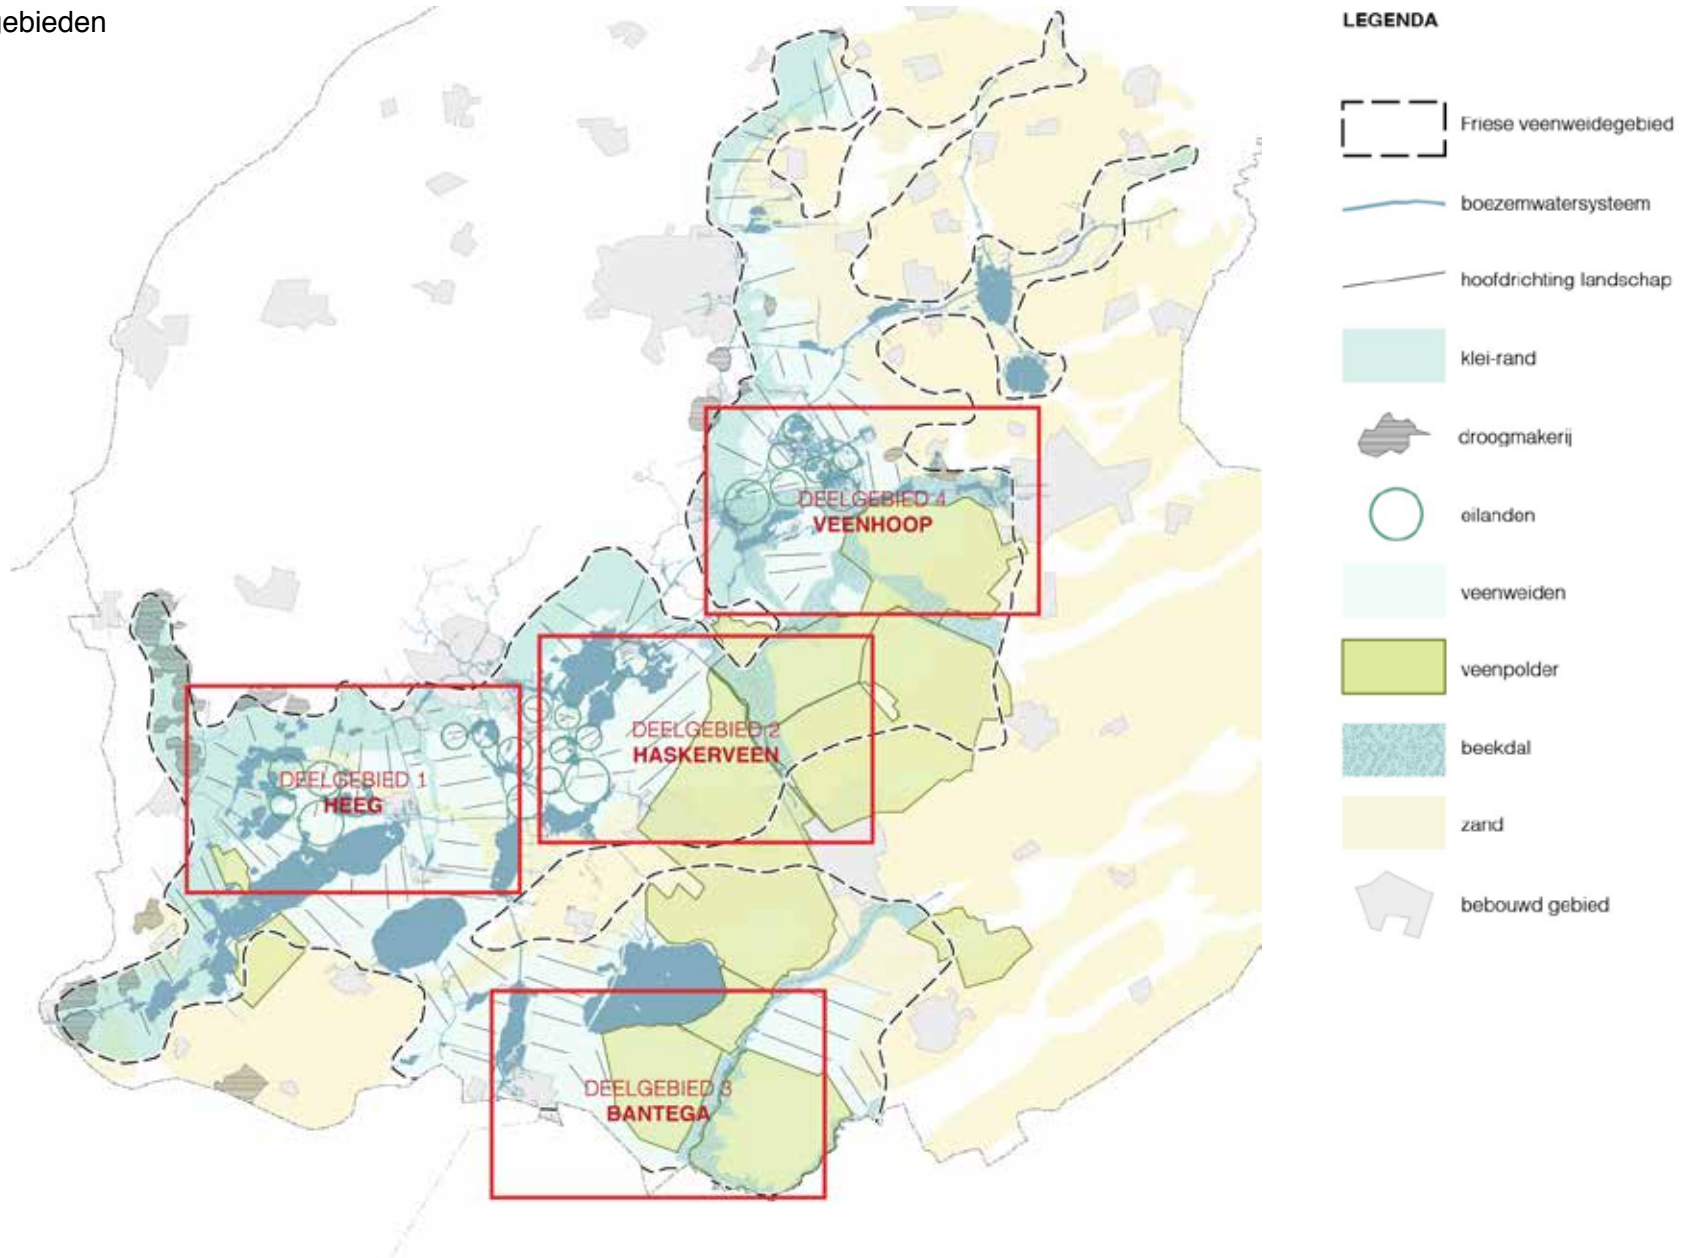 gebieden
LEGENDA
Friese veenweidegebied
boezemwatersysteem
hoofdrichting landschap
klei-rand
droogmakerij
eilanden
veenweiden
veenpolder
beekdal
zand
bebouwd gebied
DEELGEBIED 4
VEENHOOP
DEELGEBIED 2
HASKERVEEN
DEELGEBIED 1
HEEG
DEELGEBIED 3
BANTEGA